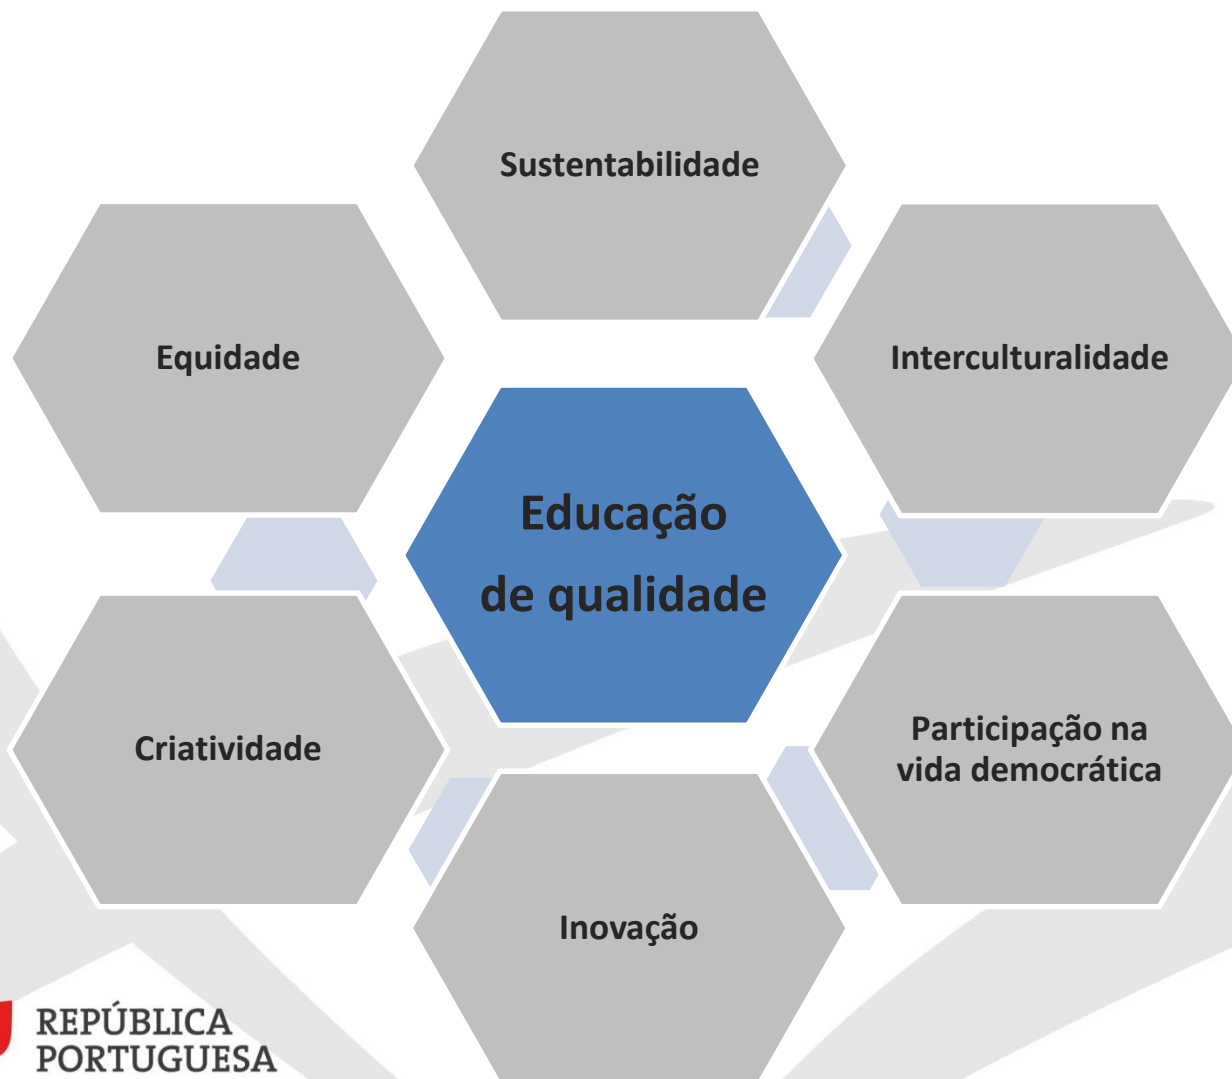 Sustentabilidade
Equidade
Interculturalidade
Educação
de qualidade
Criatividade
Participação na
vida democrática
Inovação
REPÚBLICA
PORTUGUESA